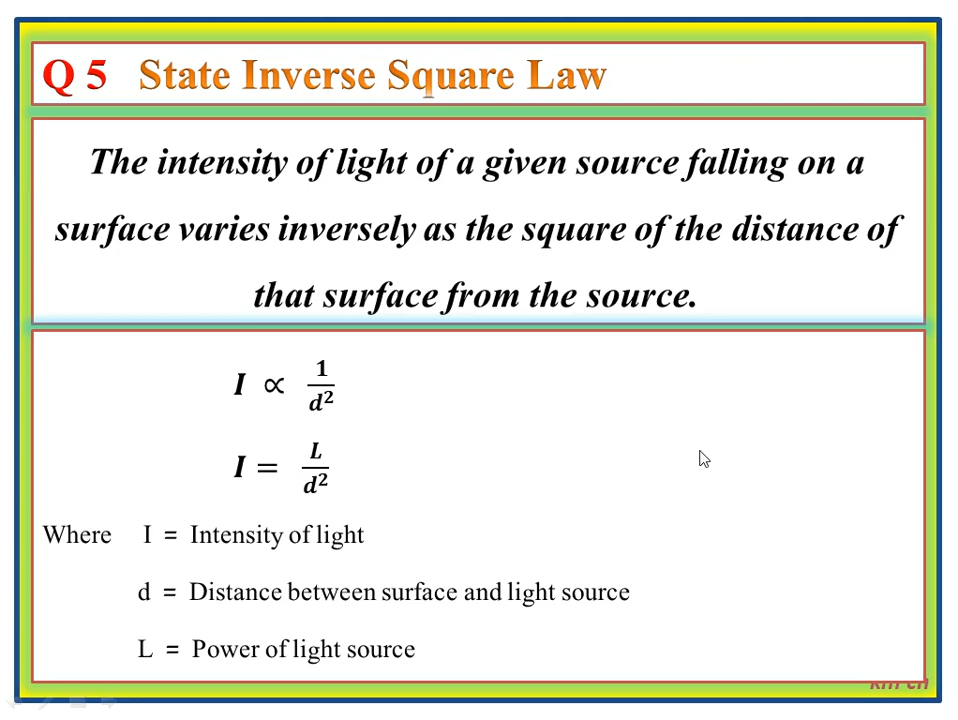 Q 5 State Inverse Square Law
The intensity of light of a given source falling on a
surface varies inversely as the square of the distance of
that surface from the source.
I ∝ 1/d²
I = L/d²
Where I = Intensity of light
d = Distance between surface and light source
L = Power of light source